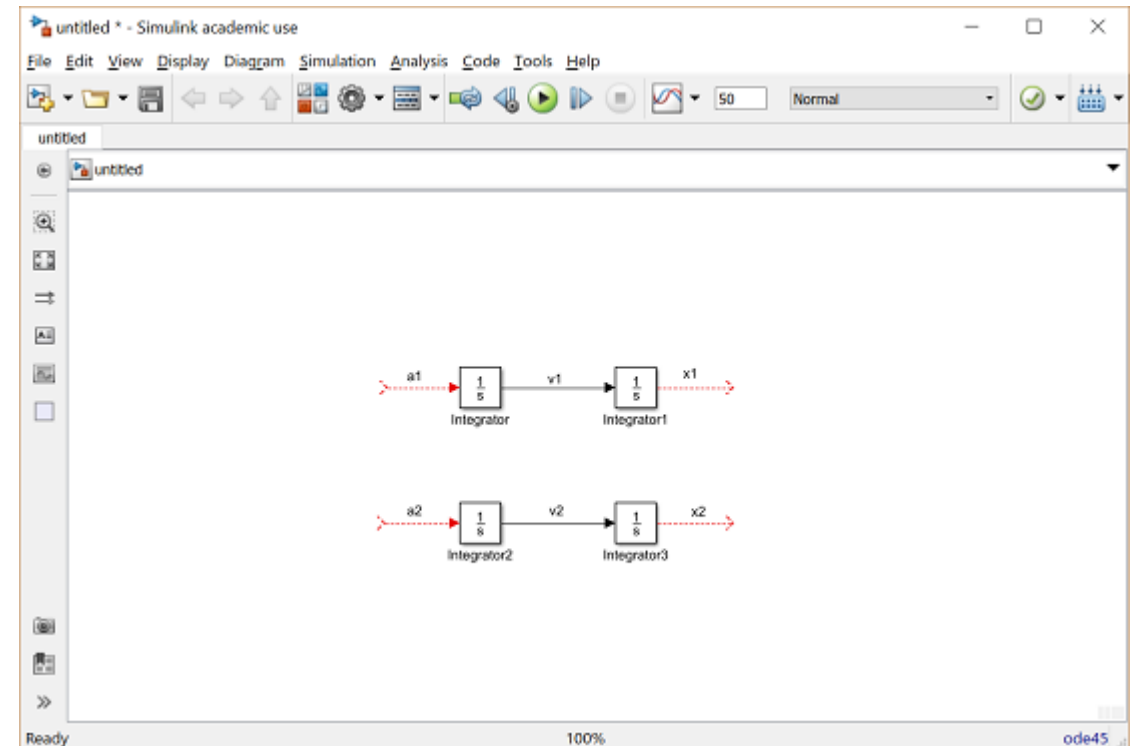 untitled * - Simulink academic use
File Edit View Display Diagram Simulation Analysis Code Tools Help
50 Normal
untitled
untitled
a1 1/s v1 1/s x1
Integrator Integrator1
a2 1/s v2 1/s x2
Integrator2 Integrator3
Ready 100% ode45